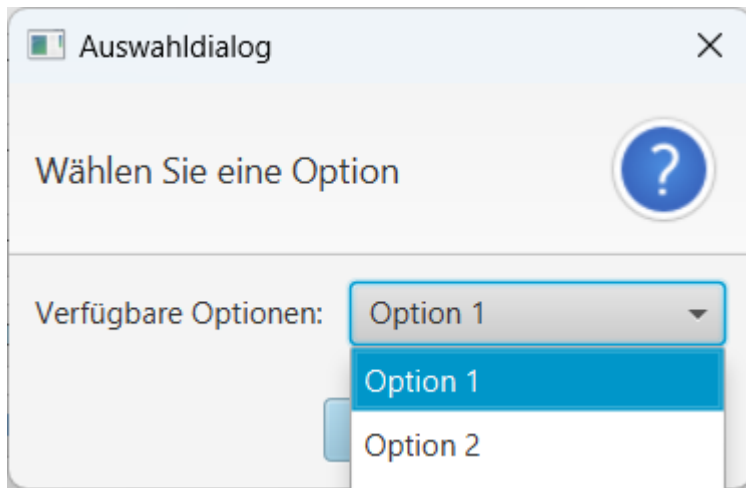 Auswahldialog
Wählen Sie eine Option
?
Verfügbare Optionen: Option 1
Option 1
Option 2